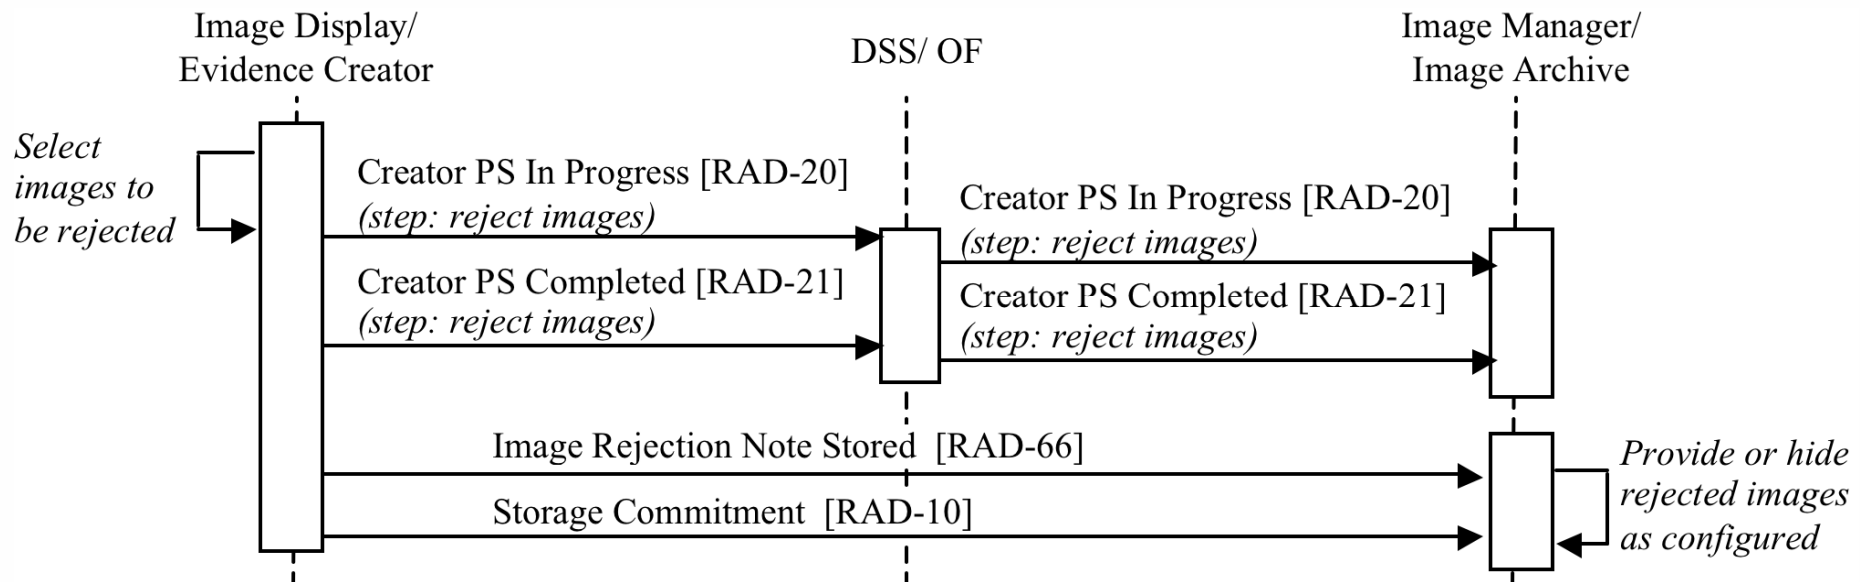 Image Display/
Evidence Creator
DSS/ OF
Image Manager/
Image Archive
Select
images to
be rejected
Creator PS In Progress [RAD-20]
(step: reject images)
Creator PS In Progress [RAD-20]
(step: reject images)
Creator PS Completed [RAD-21]
(step: reject images)
Creator PS Completed [RAD-21]
(step: reject images)
Image Rejection Note Stored [RAD-66]
Storage Commitment [RAD-10]
Provide or hide
rejected images
as configured